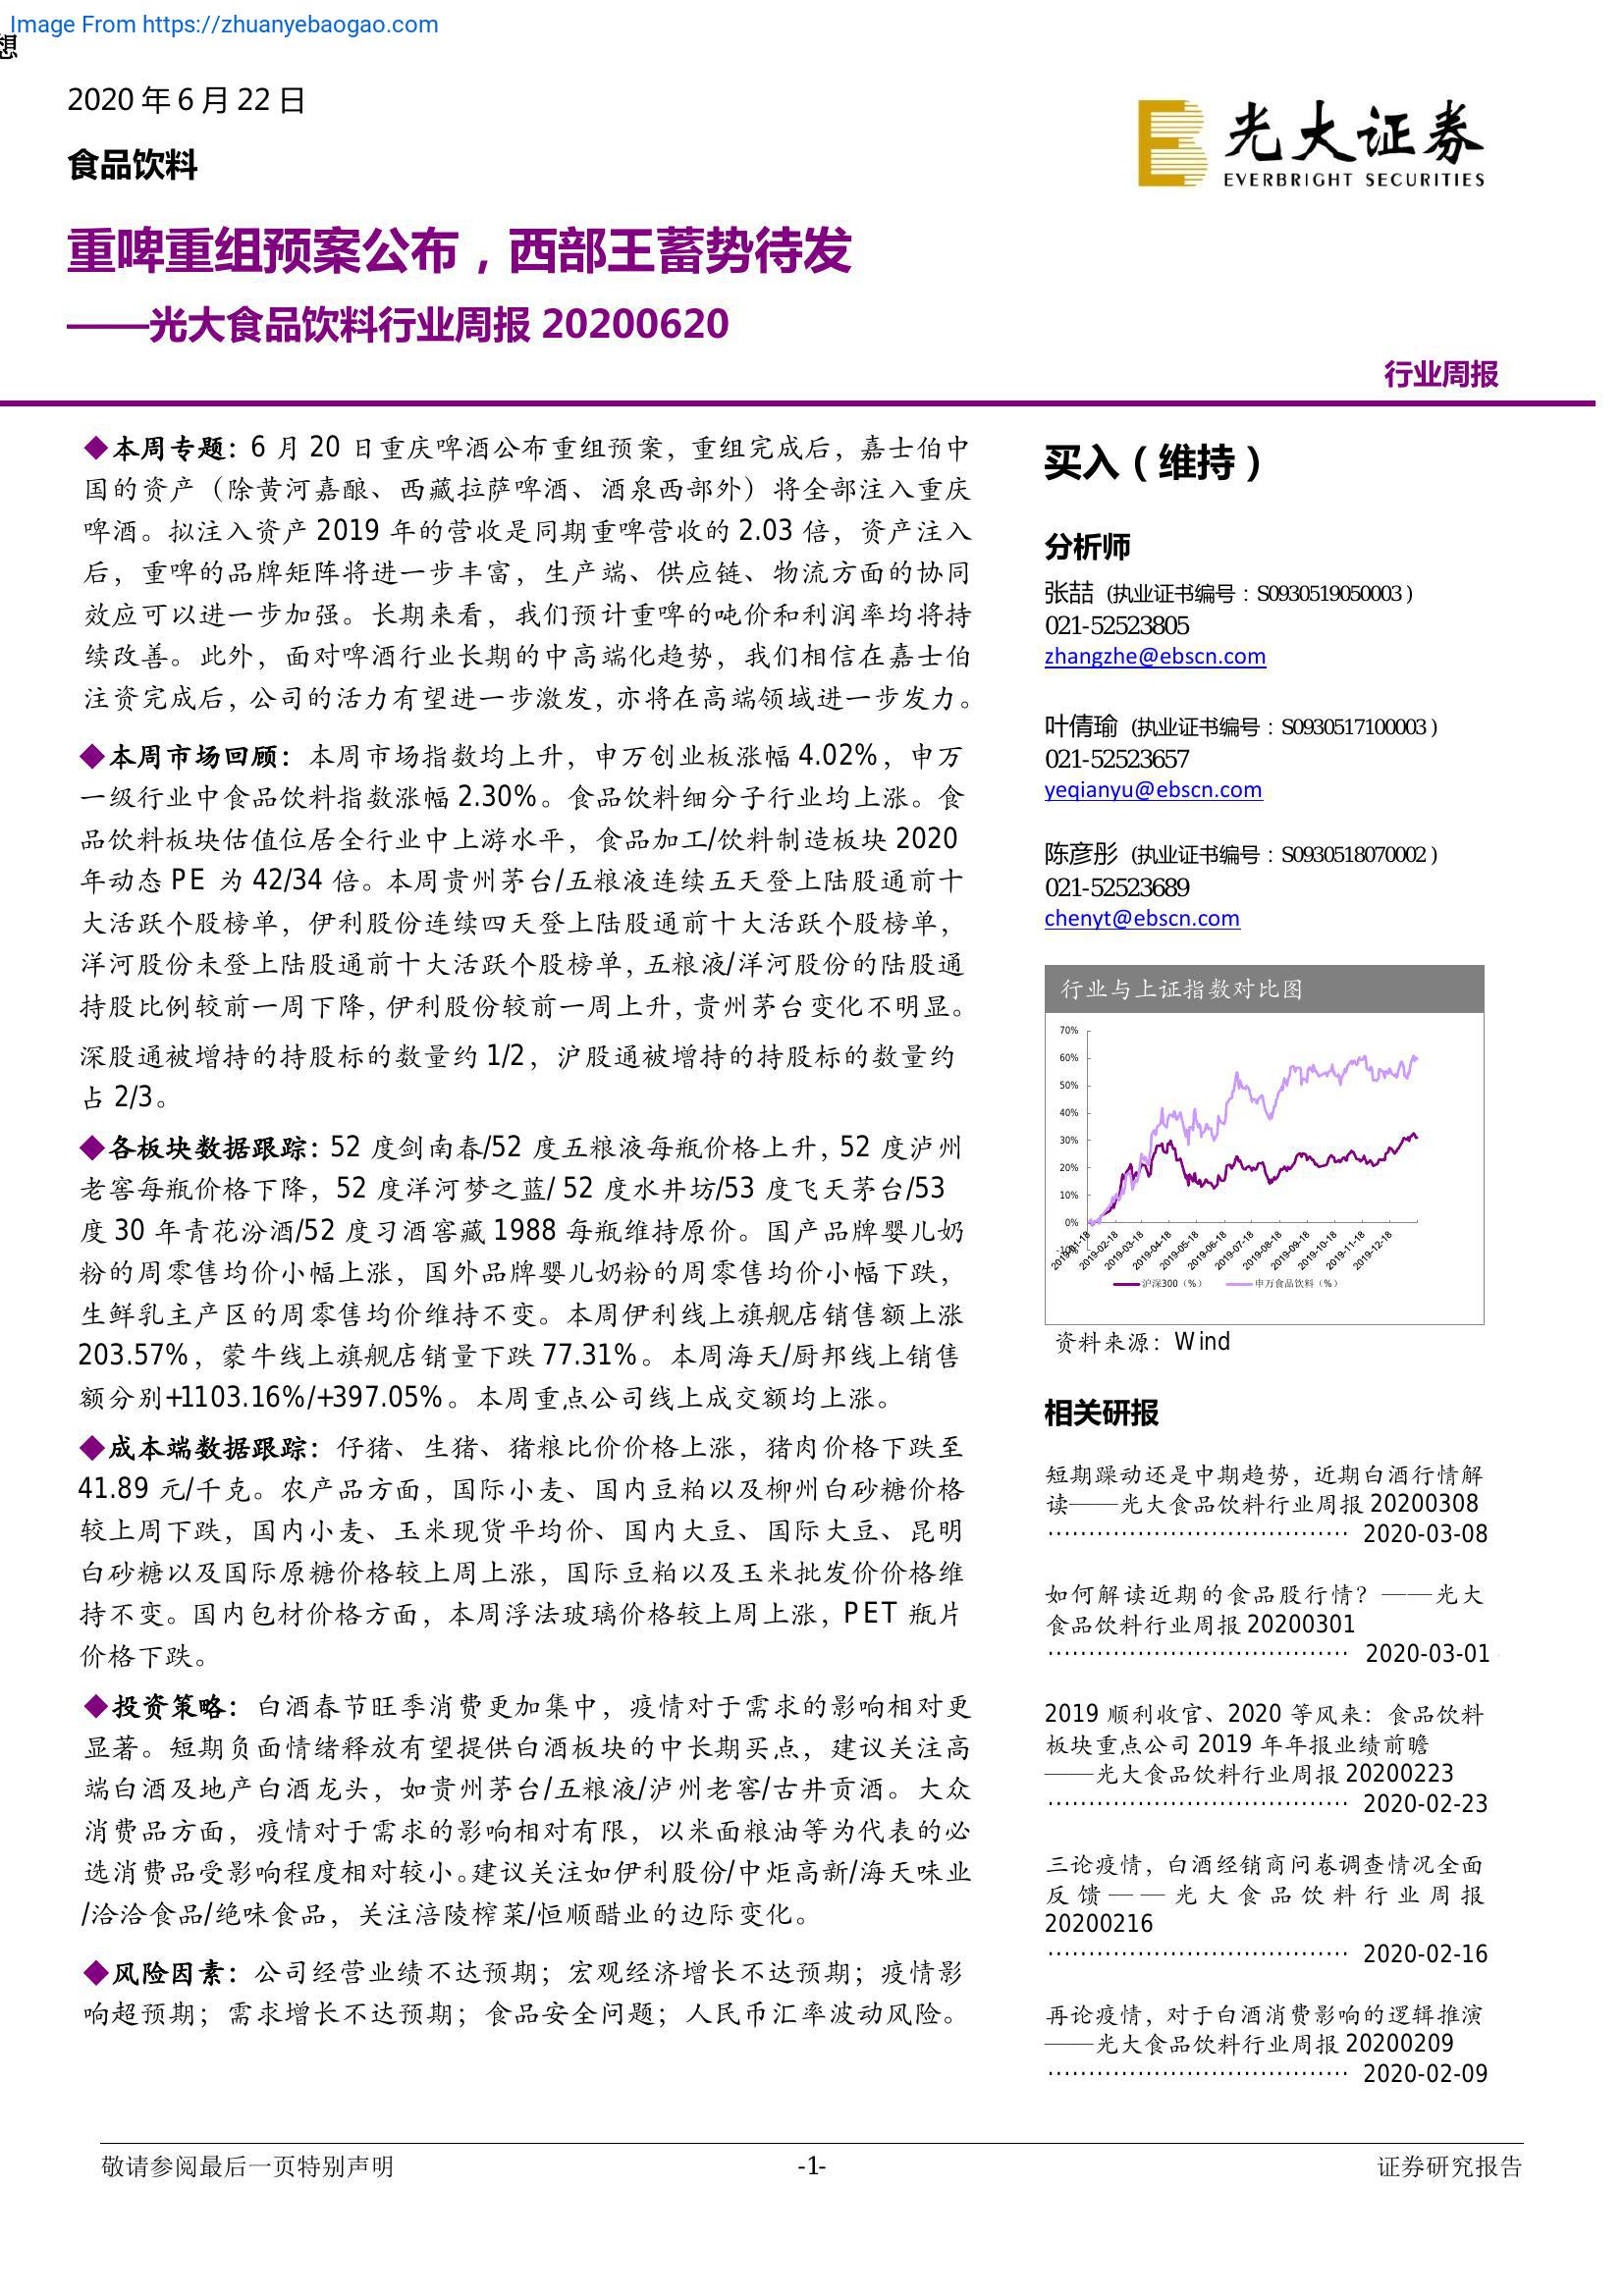 Image From https://zhuanyebaogao.com
想
2020 年 6 月 22 日
食品饮料
光大证券
EVERBRIGHT SECURITIES
重啤重组预案公布，西部王蓄势待发
——光大食品饮料行业周报 20200620
行业周报
◆本周专题：6 月 20 日重庆啤酒公布重组预案，重组完成后，嘉士伯中
国的资产（除黄河嘉酿、西藏拉萨啤酒、酒泉西部外）将全部注入重庆
啤酒。拟注入资产 2019 年的营收是同期重啤营收的 2.03 倍，资产注入
后，重啤的品牌矩阵将进一步丰富，生产端、供应链、物流方面的协同
效应可以进一步加强。长期来看，我们预计重啤的吨价和利润率均将持
续改善。此外，面对啤酒行业长期的中高端化趋势，我们相信在嘉士伯
注资完成后，公司的活力有望进一步激发，亦将在高端领域进一步发力。
◆本周市场回顾：本周市场指数均上升，申万创业板涨幅 4.02%，申万
一级行业中食品饮料指数涨幅 2.30%。食品饮料细分子行业均上涨。食
品饮料板块估值位居全行业中上游水平，食品加工/饮料制造板块 2020
年动态 PE 为 42/34 倍。本周贵州茅台/五粮液连续五天登上陆股通前十
大活跃个股榜单，伊利股份连续四天登上陆股通前十大活跃个股榜单，
洋河股份未登上陆股通前十大活跃个股榜单，五粮液/洋河股份的陆股通
持股比例较前一周下降，伊利股份较前一周上升，贵州茅台变化不明显。
深股通被增持的持股标的数量约 1/2，沪股通被增持的持股标的数量约
占 2/3。
◆各板块数据跟踪：52 度剑南春/52 度五粮液每瓶价格上升，52 度泸州
老窖每瓶价格下降，52 度洋河梦之蓝/ 52 度水井坊/53 度飞天茅台/53
度 30 年青花汾酒/52 度习酒窖藏 1988 每瓶维持原价。国产品牌婴儿奶
粉的周零售均价小幅上涨，国外品牌婴儿奶粉的周零售均价小幅下跌，
生鲜乳主产区的周零售均价维持不变。本周伊利线上旗舰店销售额上涨
203.57%，蒙牛线上旗舰店销量下跌 77.31%。本周海天/厨邦线上销售
额分别+1103.16%/+397.05%。本周重点公司线上成交额均上涨。
◆成本端数据跟踪：仔猪、生猪、猪粮比价价格上涨，猪肉价格下跌至
41.89 元/千克。农产品方面，国际小麦、国内豆粕以及柳州白砂糖价格
较上周下跌，国内小麦、玉米现货平均价、国内大豆、国际大豆、昆明
白砂糖以及国际原糖价格较上周上涨，国际豆粕以及玉米批发价价格维
持不变。国内包材价格方面，本周浮法玻璃价格较上周上涨，PET 瓶片
价格下跌。
◆投资策略：白酒春节旺季消费更加集中，疫情对于需求的影响相对更
显著。短期负面情绪释放有望提供白酒板块的中长期买点，建议关注高
端白酒及地产白酒龙头，如贵州茅台/五粮液/泸州老窖/古井贡酒。大众
消费品方面，疫情对于需求的影响相对有限，以米面粮油等为代表的必
选消费品受影响程度相对较小。建议关注如伊利股份/中炬高新/海天味业
/洽洽食品/绝味食品，关注涪陵榨菜/恒顺醋业的边际变化。
◆风险因素：公司经营业绩不达预期；宏观经济增长不达预期；疫情影
响超预期；需求增长不达预期；食品安全问题；人民币汇率波动风险。
买入（维持）
分析师
张喆 (执业证书编号：S0930519050003 )
021-52523805
zhangzhe@ebscn.com
叶倩瑜 (执业证书编号：S0930517100003 )
021-52523657
yeqianyu@ebscn.com
陈彦彤 (执业证书编号：S0930518070002 )
021-52523689
chenyt@ebscn.com
行业与上证指数对比图
70%
60%
50%
40%
30%
20%
10%
0%
-10%
2019-01-18 2019-02-18 2019-03-18 2019-04-18 2019-05-18 2019-06-18 2019-07-18 2019-08-18 2019-09-18 2019-10-18 2019-11-18 2019-12-18
沪深300（%） 申万食品饮料（%）
资料来源：Wind
相关研报
短期躁动还是中期趋势，近期白酒行情解
读——光大食品饮料行业周报 20200308
····································· 2020-03-08
如何解读近期的食品股行情？——光大
食品饮料行业周报 20200301
····································· 2020-03-01
2019 顺利收官、2020 等风来：食品饮料
板块重点公司 2019 年年报业绩前瞻
——光大食品饮料行业周报 20200223
····································· 2020-02-23
三论疫情，白酒经销商问卷调查情况全面
反馈——光大食品饮料行业周报
20200216
····································· 2020-02-16
再论疫情，对于白酒消费影响的逻辑推演
——光大食品饮料行业周报 20200209
····································· 2020-02-09
敬请参阅最后一页特别声明
-1-
证券研究报告